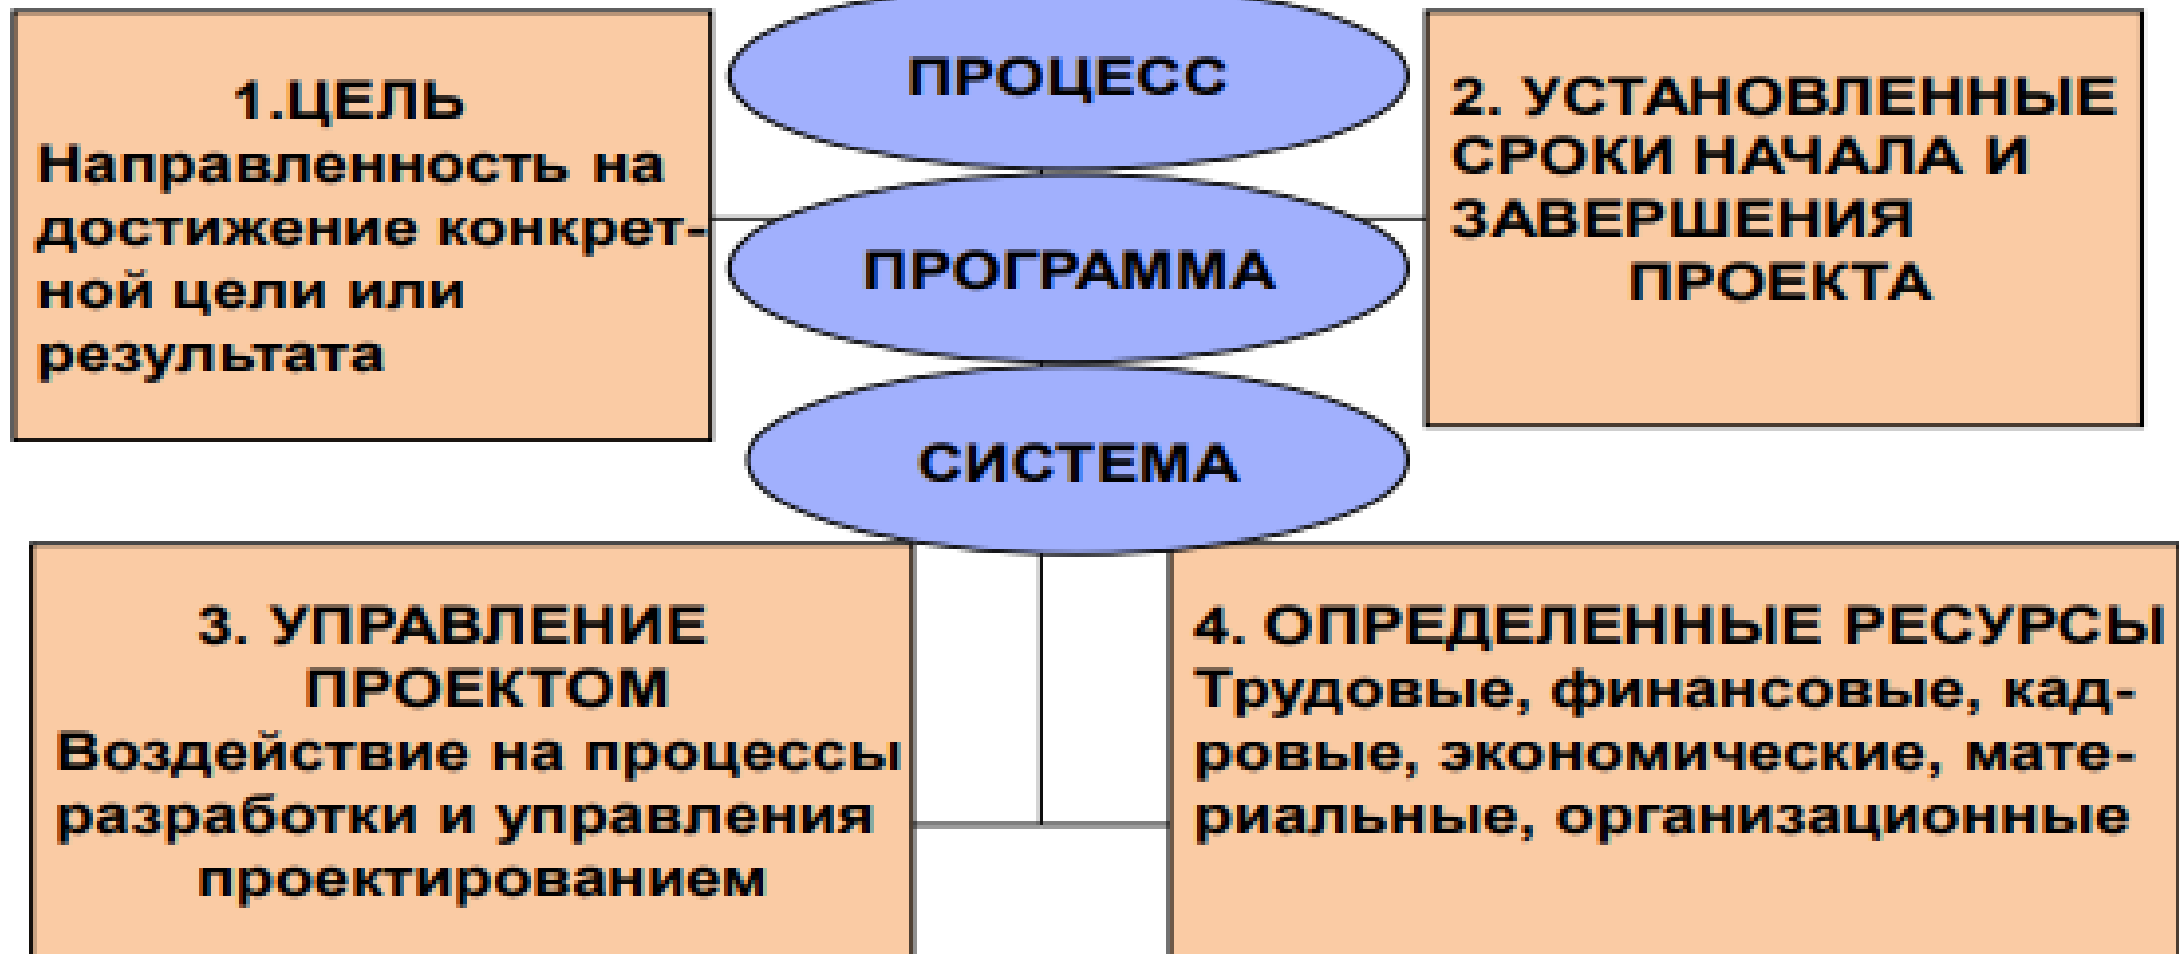 1.ЦЕЛЬ
Направленность на
достижение конкрет-
ной цели или
результата
ПРОЦЕСС
ПРОГРАММА
СИСТЕМА
2. УСТАНОВЛЕННЫЕ
СРОКИ НАЧАЛА И
ЗАВЕРШЕНИЯ
ПРОЕКТА
3. УПРАВЛЕНИЕ
ПРОЕКТОМ
Воздействие на процессы
разработки и управления
проектированием
4. ОПРЕДЕЛЕННЫЕ РЕСУРСЫ
Трудовые, финансовые, кад-
ровые, экономические, мате-
риальные, организационные